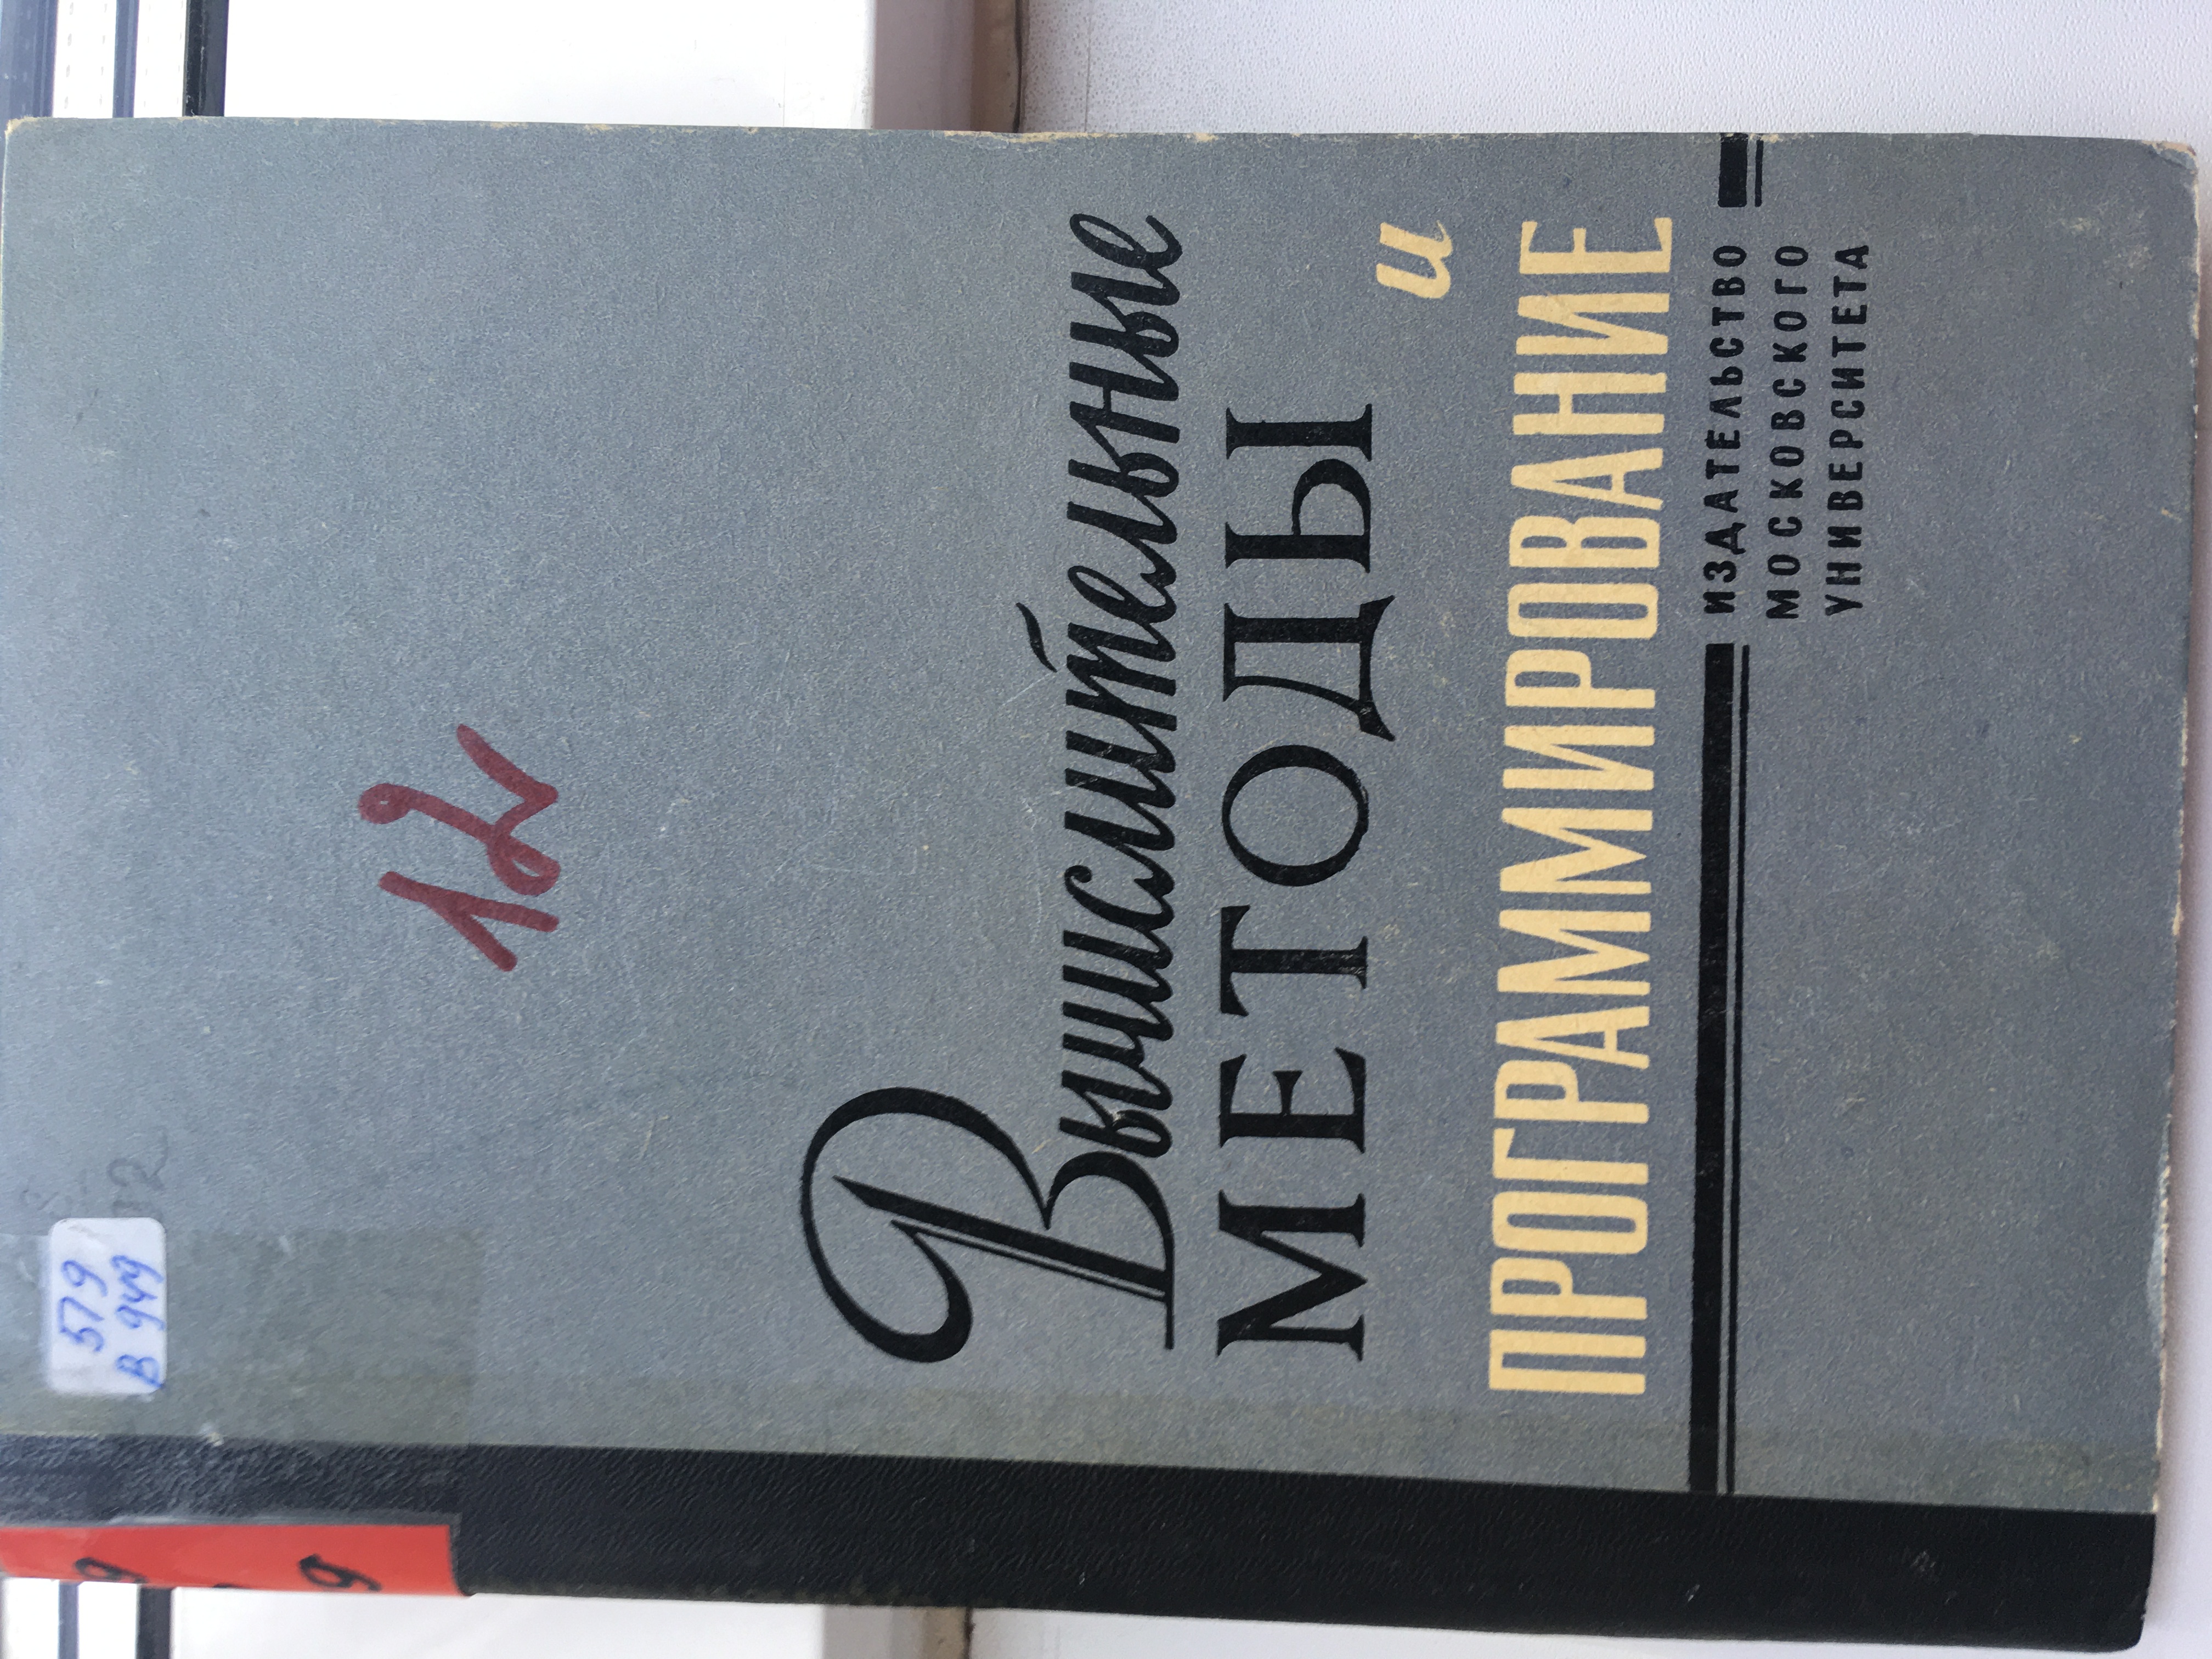 579
В 949
12
Вычислительные
МЕТОДЫ
и
ПРОГРАММИРОВАНИЕ
ИЗДАТЕЛЬСТВО
МОСКОВСКОГО
УНИВЕРСИТЕТА